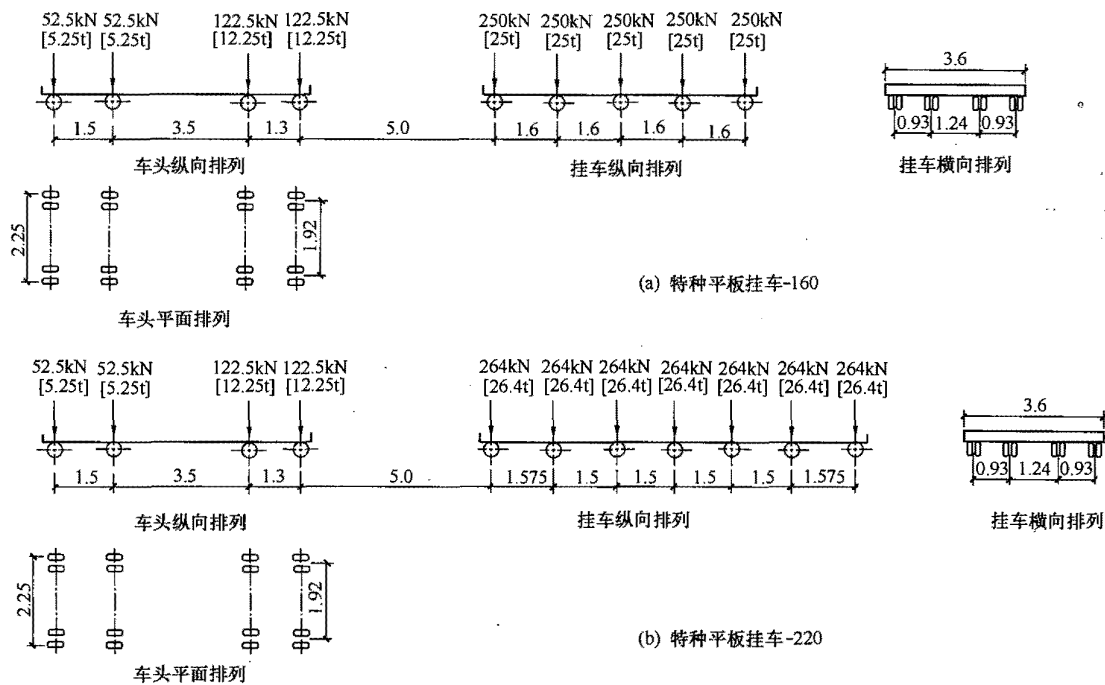 52.5kN 52.5kN 122.5kN 122.5kN 250kN 250kN 250kN 250kN 250kN
[5.25t] [5.25t] [12.25t] [12.25t] [25t] [25t] [25t] [25t] [25t]
3.6
0.93 1.24 0.93
1.5 3.5 1.3 5.0 1.6 1.6 1.6 1.6
车头纵向排列 挂车纵向排列 挂车横向排列
2.25 1.92
(a) 特种平板挂车-160
车头平面排列
52.5kN 52.5kN 122.5kN 122.5kN 264kN 264kN 264kN 264kN 264kN 264kN 264kN
[5.25t] [5.25t] [12.25t] [12.25t] [26.4t] [26.4t] [26.4t] [26.4t] [26.4t] [26.4t] [26.4t]
3.6
0.93 1.24 0.93
1.5 3.5 1.3 5.0 1.575 1.5 1.5 1.5 1.5 1.575
车头纵向排列 挂车纵向排列 挂车横向排列
2.25 1.92
(b) 特种平板挂车-220
车头平面排列